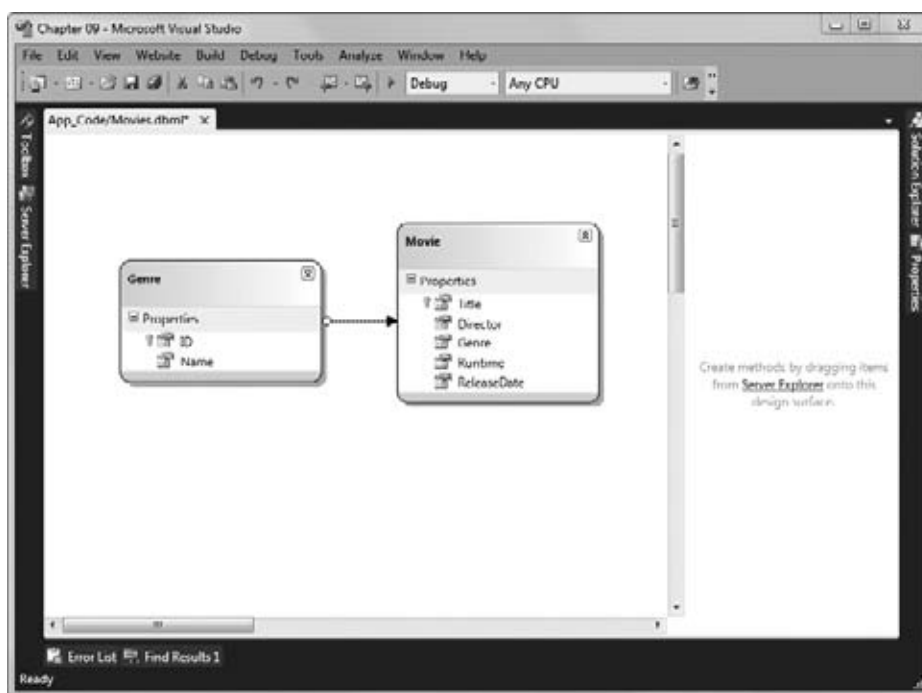 Chapter 09 - Microsoft Visual Studio
File Edit View Website Build Debug Tools Analyze Window Help
Debug
Any CPU
App_Code/Movies.dbml*
Toolbox
Server Explorer
Solution Explorer
Properties
Genre
Properties
ID
Name
Movie
Properties
Title
Director
Genre
Runtime
ReleaseDate
Create methods by dragging items
from Server Explorer onto this
design surface.
Error List Find Results 1
Ready